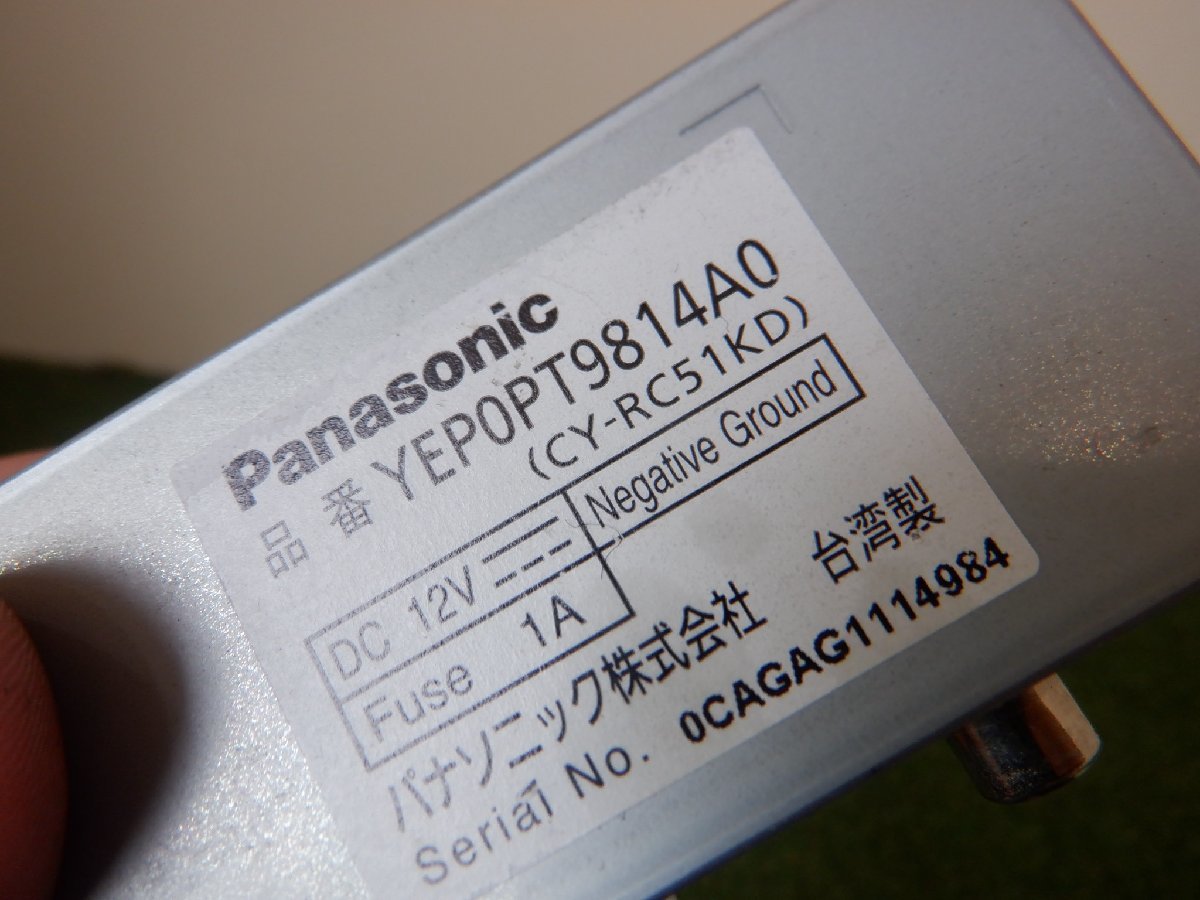 Panasonic
品番 YEP0PT9814A0
(CY-RC51KD)
DC 12V ⎓ Negative Ground
Fuse 1A
パナソニック株式会社 台湾製
Serial No. 0CAGAG1114984